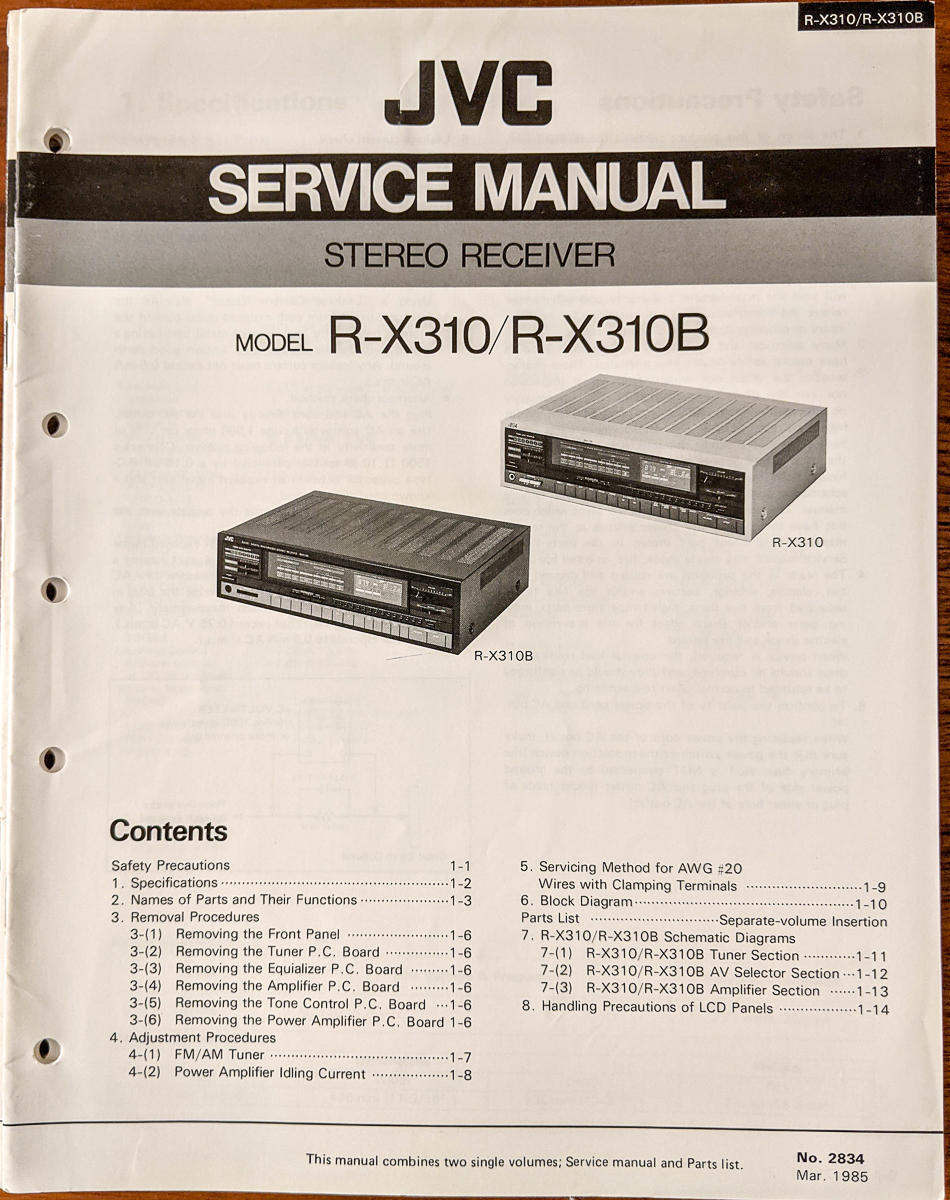 R-X310/R-X310B
JVC
SERVICE MANUAL
STEREO RECEIVER
MODEL R-X310/R-X310B
R-X310
JVC
R-X310B
Contents
Safety Precautions 1-1
1. Specifications ························1-2
2. Names of Parts and Their Functions ··················1-3
3. Removal Procedures
3-(1) Removing the Front Panel ·················1-6
3-(2) Removing the Tuner P.C. Board ············1-6
3-(3) Removing the Equalizer P.C. Board ·········1-6
3-(4) Removing the Amplifier P.C. Board ·········1-6
3-(5) Removing the Tone Control P.C. Board ···1-6
3-(6) Removing the Power Amplifier P.C. Board 1-6
4. Adjustment Procedures
4-(1) FM/AM Tuner ····························1-7
4-(2) Power Amplifier Idling Current ·················1-8
5. Servicing Method for AWG #20
Wires with Clamping Terminals ·················1-9
6. Block Diagram····························1-10
Parts List ·····················Separate-volume Insertion
7. R-X310/R-X310B Schematic Diagrams
7-(1) R-X310/R-X310B Tuner Section ············1-11
7-(2) R-X310/R-X310B AV Selector Section ···1-12
7-(3) R-X310/R-X310B Amplifier Section ······1-13
8. Handling Precautions of LCD Panels ················1-14
This manual combines two single volumes; Service manual and Parts list.
No. 2834
Mar. 1985